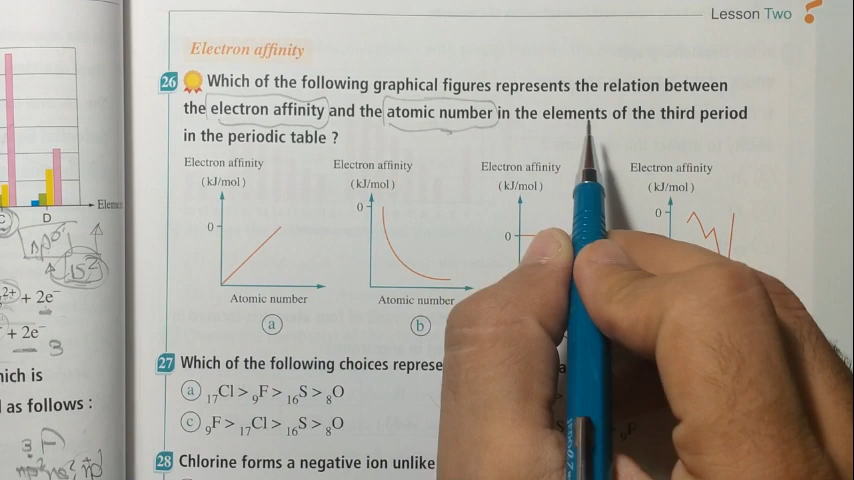 Lesson Two
Electron affinity
26 Which of the following graphical figures represents the relation between
the electron affinity and the atomic number in the elements of the third period
in the periodic table ?
Electron affinity
(kJ/mol)
0
Atomic number
a
Electron affinity
(kJ/mol)
0
Atomic number
b
Electron affinity
(kJ/mol)
0
Electron affinity
(kJ/mol)
0
27 Which of the following choices
a 17Cl > 9F > 16S > 8O
c 9F > 17Cl > 16S > 8O
28 Chlorine forms a negative ion unlike
C
D
1S2
2+ + 2e-
+ 2e-
3
is
as follows :